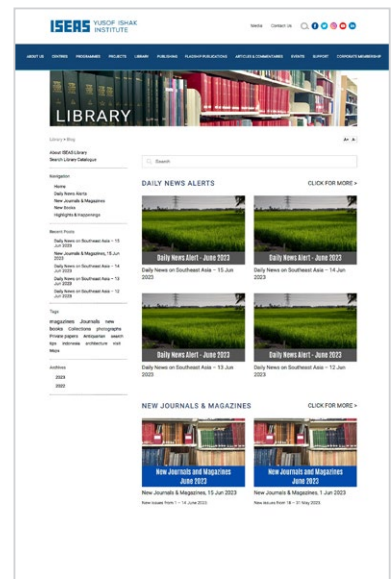 ISEAS YUSOF ISHAK
INSTITUTE
Media Contact Us
ABOUT US CENTRES PROGRAMMES PROJECTS LIBRARY PUBLISHING FLAGSHIP PUBLICATIONS ARTICLES & COMMENTARIES EVENTS SUPPORT CORPORATE MEMBERSHIP
LIBRARY
Library > Blog
A+ A-
About ISEAS Library
Search Library Catalogue
Search
Navigation
Home
Daily News Alerts
New Journals & Magazines
New Books
Highlights & Happenings
Recent Posts
Daily News on Southeast Asia – 15
Jun 2023
New Journals & Magazines, 15 Jun
2023
Daily News on Southeast Asia – 14
Jun 2023
Daily News on Southeast Asia – 13
Jun 2023
Daily News on Southeast Asia – 12
Jun 2023
Tags
magazines Journals new
books Collections photographs
Private papers Antiquarian search
tips Indonesia architecture visit
Maps
Archives
2023
2022
DAILY NEWS ALERTS CLICK FOR MORE >
Daily News Alert - June 2023
Daily News on Southeast Asia – 15 Jun
2023
Daily News Alert - June 2023
Daily News on Southeast Asia – 14 Jun
2023
Daily News Alert - June 2023
Daily News on Southeast Asia – 13 Jun
2023
Daily News Alert - June 2023
Daily News on Southeast Asia – 12 Jun
2023
NEW JOURNALS & MAGAZINES CLICK FOR MORE >
New Journals and Magazines
June 2023
New Journals & Magazines, 15 Jun 2023
New issues from 1 – 14 June 2023.
New Journals and Magazines
June 2023
New Journals & Magazines, 1 Jun 2023
New issues from 16 – 31 May 2023.